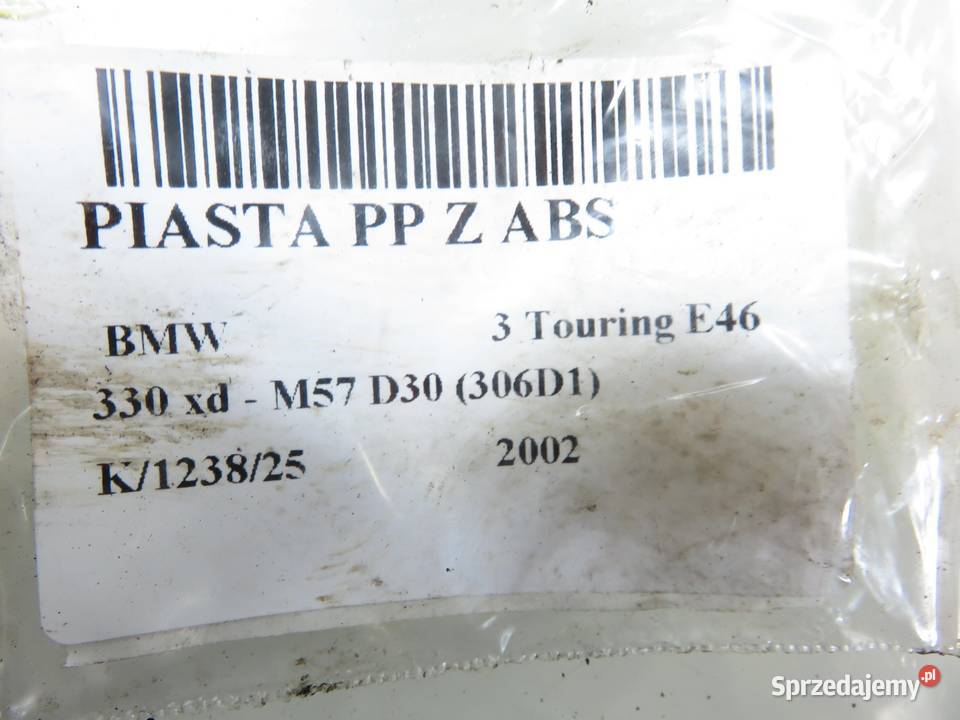 PIASTA PP Z ABS
BMW 3 Touring E46
330 xd - M57 D30 (306D1)
K/1238/25 2002
Sprzedajemy.pl